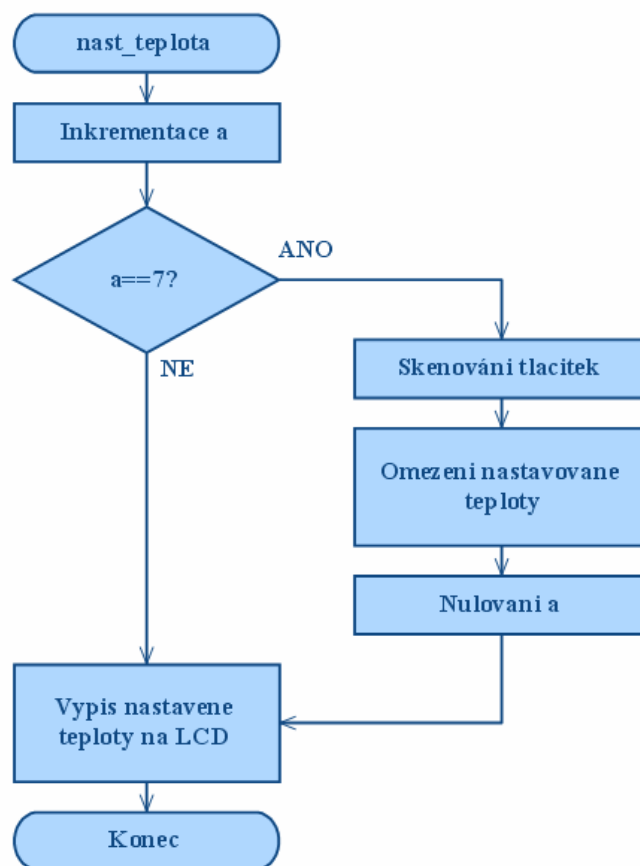 nast_teplota
Inkrementace a
a==7?
ANO
NE
Skenováni tlacitek
Omezeni nastavovane
teploty
Nulovani a
Vypis nastavene
teploty na LCD
Konec